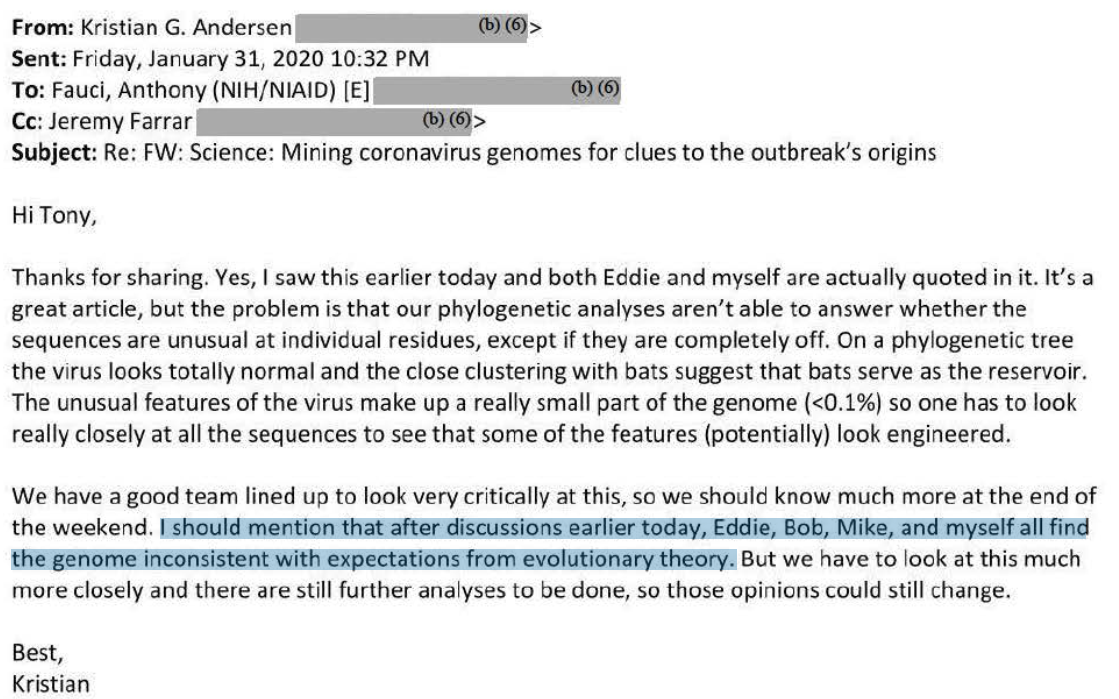 From: Kristian G. Andersen (b) (6)>
Sent: Friday, January 31, 2020 10:32 PM
To: Fauci, Anthony (NIH/NIAID) [E] (b) (6)
Cc: Jeremy Farrar (b) (6)>
Subject: Re: FW: Science: Mining coronavirus genomes for clues to the outbreak's origins
Hi Tony,
Thanks for sharing. Yes, I saw this earlier today and both Eddie and myself are actually quoted in it. It's a
great article, but the problem is that our phylogenetic analyses aren't able to answer whether the
sequences are unusual at individual residues, except if they are completely off. On a phylogenetic tree
the virus looks totally normal and the close clustering with bats suggest that bats serve as the reservoir.
The unusual features of the virus make up a really small part of the genome (<0.1%) so one has to look
really closely at all the sequences to see that some of the features (potentially) look engineered.
We have a good team lined up to look very critically at this, so we should know much more at the end of
the weekend. I should mention that after discussions earlier today, Eddie, Bob, Mike, and myself all find
the genome inconsistent with expectations from evolutionary theory. But we have to look at this much
more closely and there are still further analyses to be done, so those opinions could still change.
Best,
Kristian